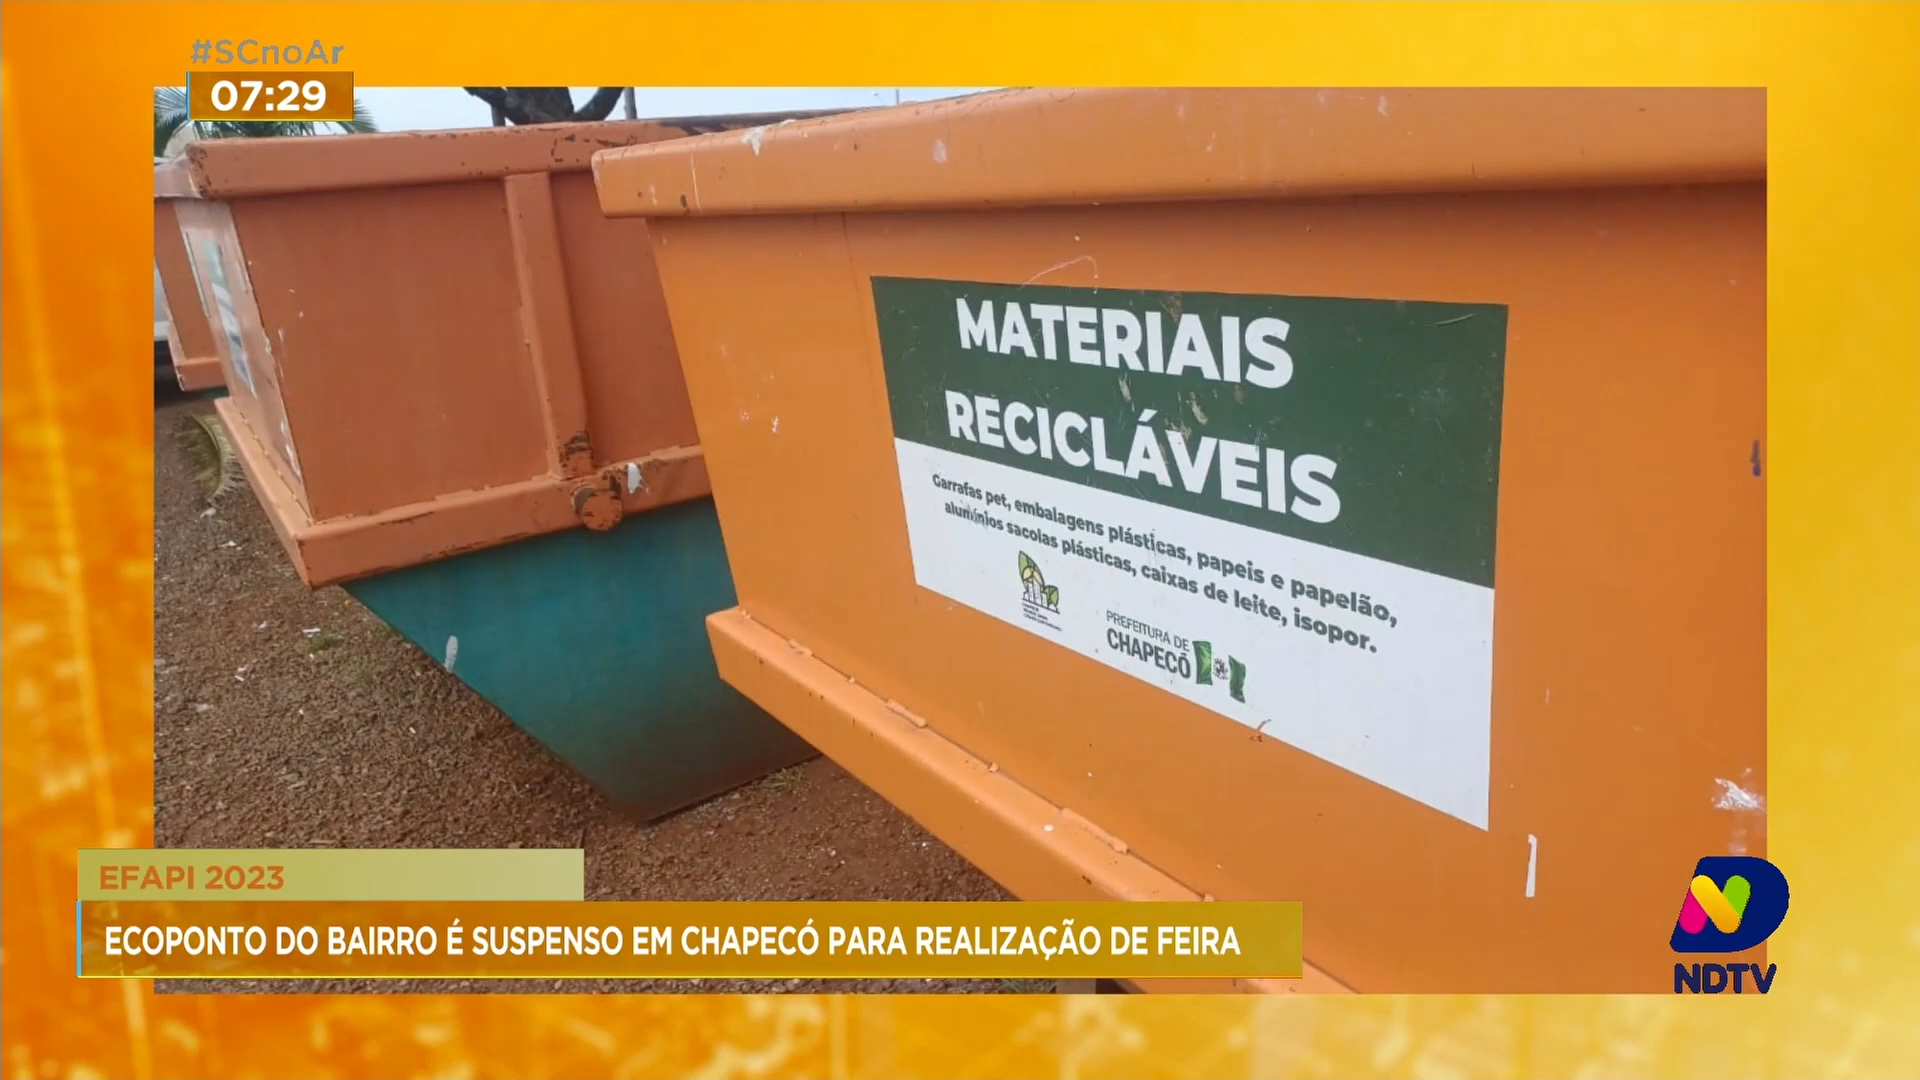 #SCnoAr
07:29
MATERIAIS
RECICLÁVEIS
Garrafas pet, embalagens plásticas, papeis e papelão,
alumínios sacolas plásticas, caixas de leite, isopor.
PREFEITURA DE
CHAPECÓ
EFAPI 2023
ECOPONTO DO BAIRRO É SUSPENSO EM CHAPECÓ PARA REALIZAÇÃO DE FEIRA
NDTV